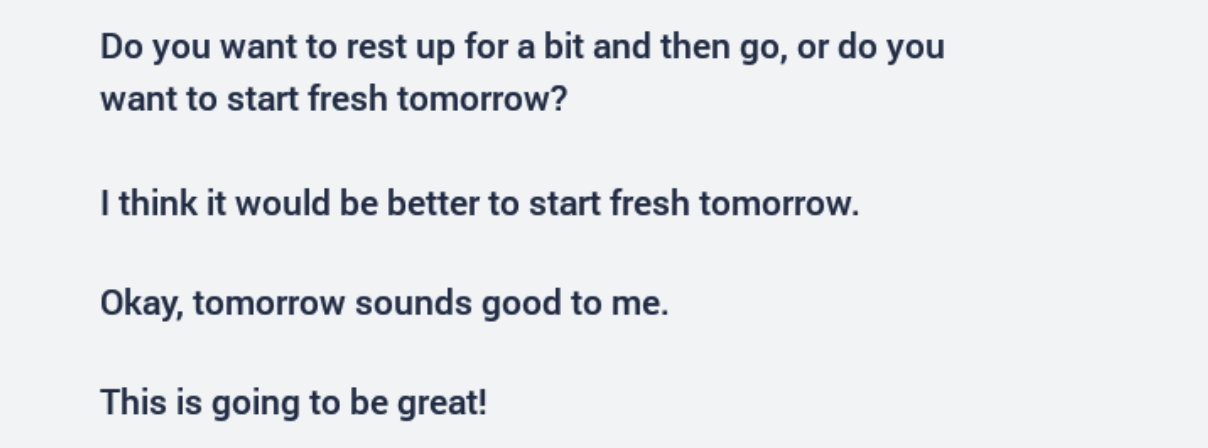 Do you want to rest up for a bit and then go, or do you
want to start fresh tomorrow?
I think it would be better to start fresh tomorrow.
Okay, tomorrow sounds good to me.
This is going to be great!